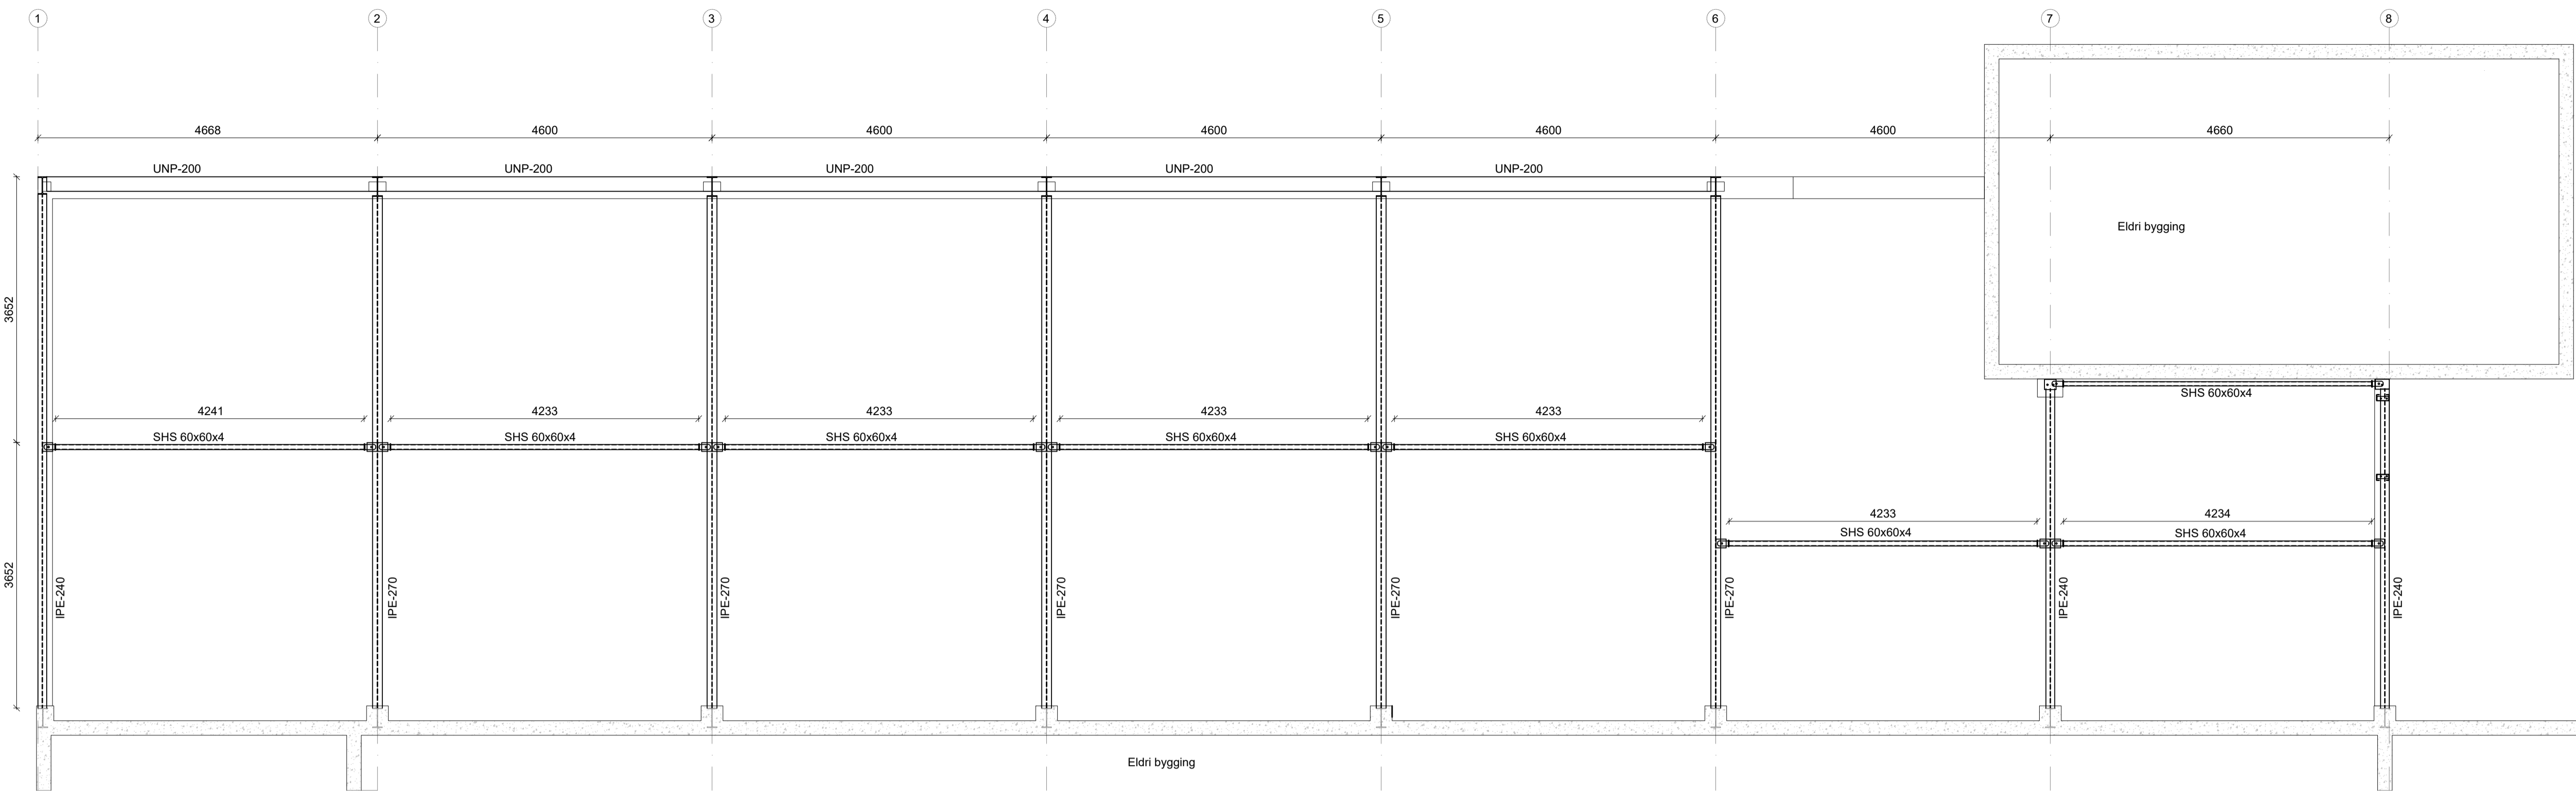 1 2 3 4 5 6 7 8
4668 4600 4600 4600 4600 4600 4660
UNP-200 UNP-200 UNP-200 UNP-200 UNP-200
Eldri bygging
3652
SHS 60x60x4
4241 4233 4233 4233 4233
SHS 60x60x4 SHS 60x60x4 SHS 60x60x4 SHS 60x60x4 SHS 60x60x4
4233 4234
SHS 60x60x4 SHS 60x60x4
3652
IPE-240 IPE-270 IPE-270 IPE-270 IPE-270 IPE-270 IPE-240 IPE-240
Eldri bygging